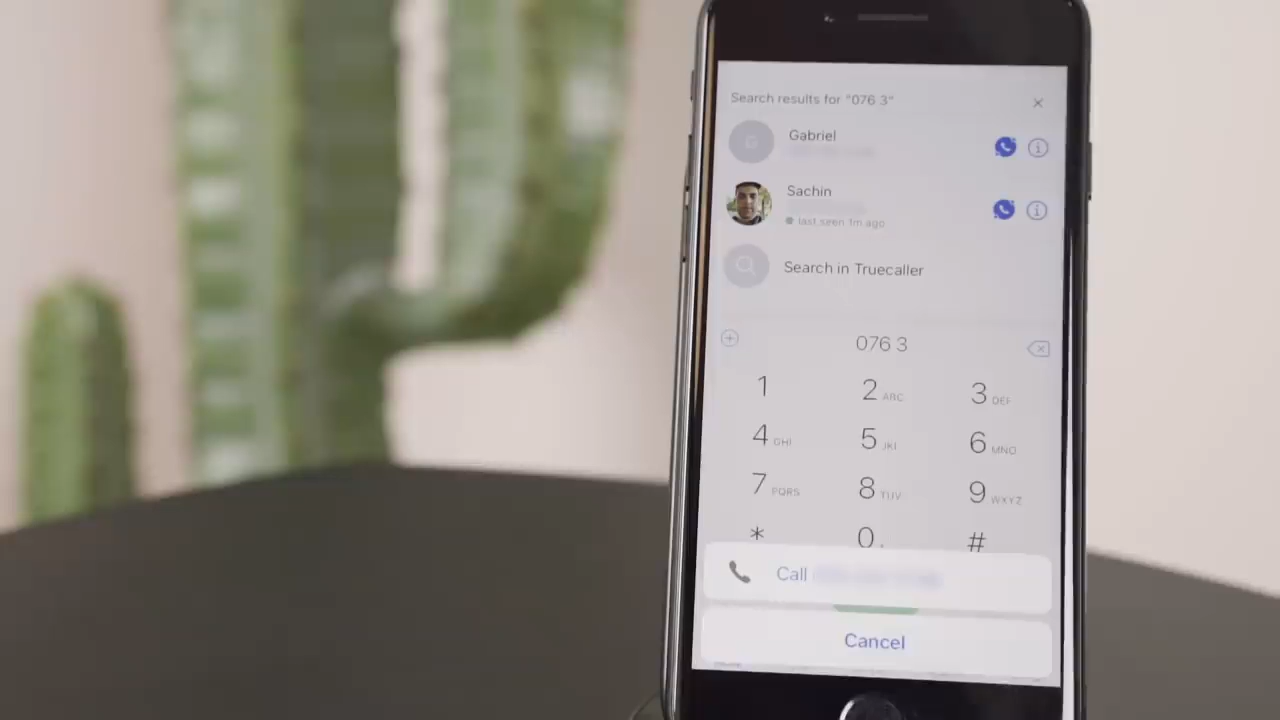 Search results for "076 3"
Gabriel
Sachin
last seen 1m ago
Search in Truecaller
076 3
1 2 ABC 3 DEF
4 GHI 5 JKL 6 MNO
7 PQRS 8 TUV 9 WXYZ
* 0 #
Call
Cancel